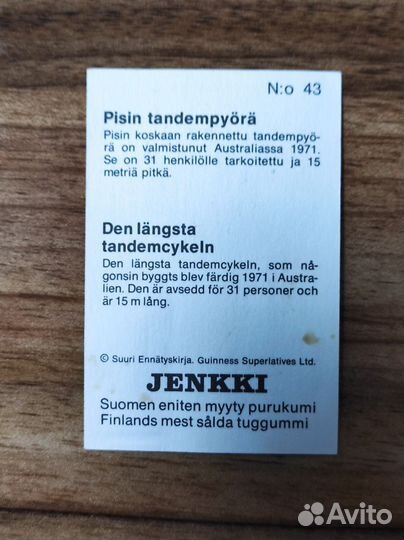 N:o 43
Pisin tandempyörä
Pisin koskaan rakennettu tandempyö-
rä on valmistunut Australiassa 1971.
Se on 31 henkilölle tarkoitettu ja 15
metriä pitkä.
Den längsta
tandemcykeln
Den längsta tandemcykeln, som nå-
gonsin byggts blev färdig 1971 i Austra-
lien. Den är avsedd för 31 personer och
är 15 m lång.
© Suuri Ennätyskirja. Guinness Superlatives Ltd.
JENKKI
Suomen eniten myyty purukumi
Finlands mest sålda tuggummi
Avito